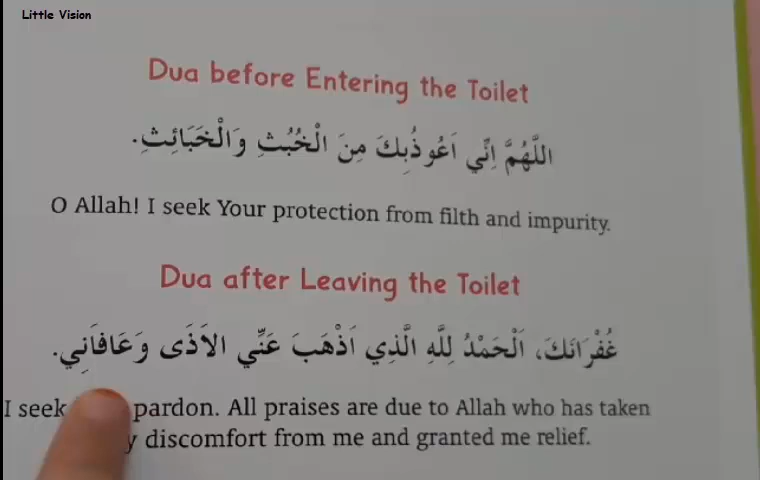 Little Vision
Dua before Entering the Toilet
اللَّهُمَّ اِنِّي اَعُوذُبِكَ مِنَ الْخُبُثِ وَالْخَبَائِثِ.
O Allah! I seek Your protection from filth and impurity.
Dua after Leaving the Toilet
غُفْرَانَكَ، اَلْحَمْدُ لِلَّهِ الَّذِي اَذْهَبَ عَنِّي الاَذَى وَعَافاَنِي.
I seek pardon. All praises are due to Allah who has taken
discomfort from me and granted me relief.